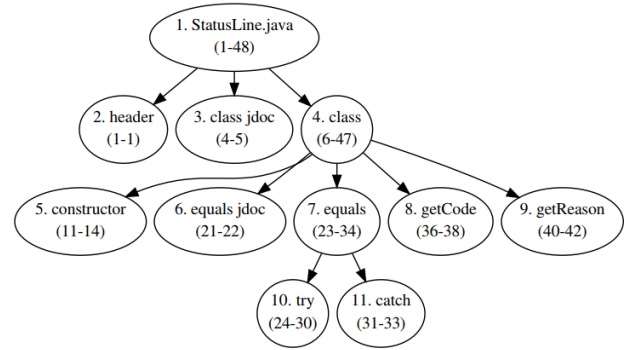 1. StatusLine.java
(1-48)
2. header
(1-1)
3. class jdoc
(4-5)
4. class
(6-47)
5. constructor
(11-14)
6. equals jdoc
(21-22)
7. equals
(23-34)
8. getCode
(36-38)
9. getReason
(40-42)
10. try
(24-30)
11. catch
(31-33)